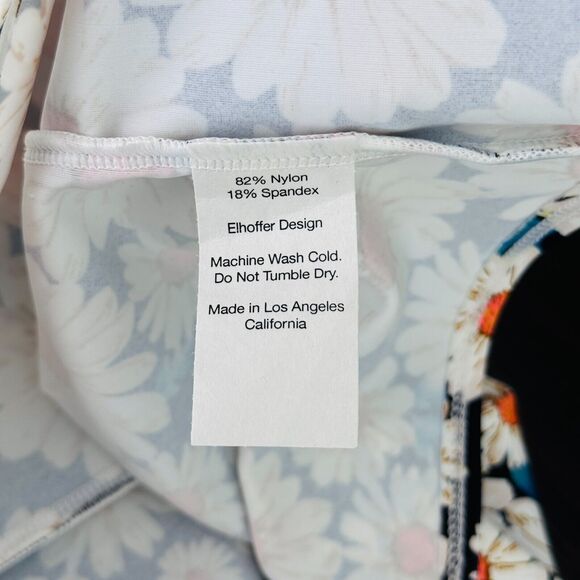 82% Nylon
18% Spandex
Elhoffer Design
Machine Wash Cold.
Do Not Tumble Dry.
Made in Los Angeles
California